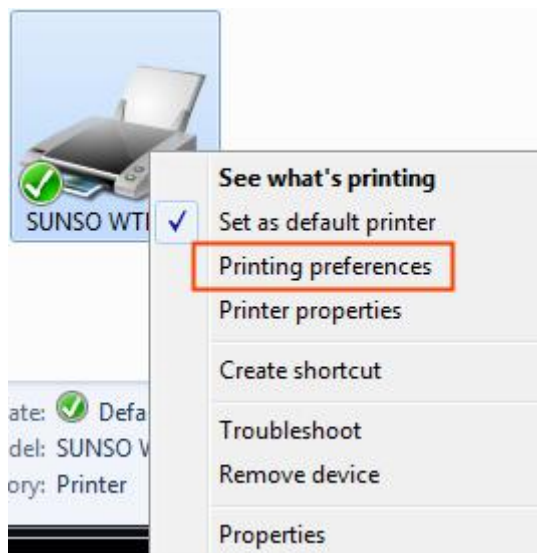 See what's printing
SUNSO WTI
Set as default printer
Printing preferences
Printer properties
Create shortcut
ate: Defa
Troubleshoot
del: SUNSO W
Remove device
ory: Printer
Properties